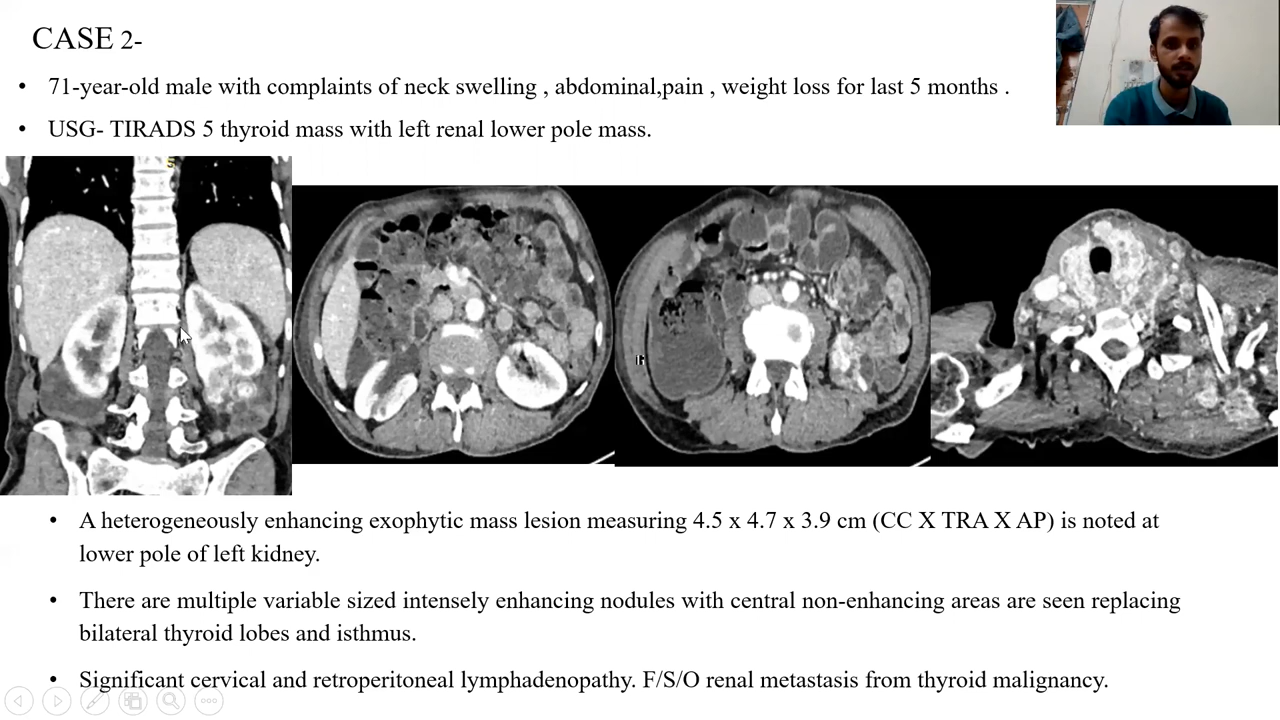 CASE 2-
• 71-year-old male with complaints of neck swelling , abdominal,pain , weight loss for last 5 months .
• USG- TIRADS 5 thyroid mass with left renal lower pole mass.
• A heterogeneously enhancing exophytic mass lesion measuring 4.5 x 4.7 x 3.9 cm (CC X TRA X AP) is noted at
lower pole of left kidney.
• There are multiple variable sized intensely enhancing nodules with central non-enhancing areas are seen replacing
bilateral thyroid lobes and isthmus.
• Significant cervical and retroperitoneal lymphadenopathy. F/S/O renal metastasis from thyroid malignancy.